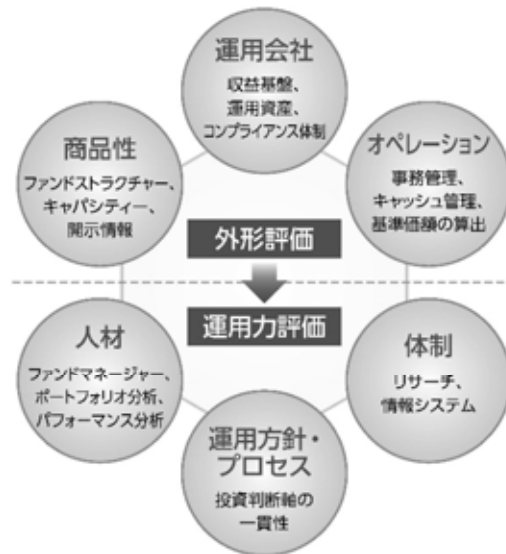 運用会社
収益基盤、
運用資産、
コンプライアンス体制
商品性
ファンドストラクチャー、
キャパシティー、
開示情報
オペレーション
事務管理、
キャッシュ管理、
基準価額の算出
外形評価
運用力評価
人材
ファンドマネージャー、
ポートフォリオ分析、
パフォーマンス分析
体制
リサーチ、
情報システム
運用方針・
プロセス
投資判断軸の
一貫性